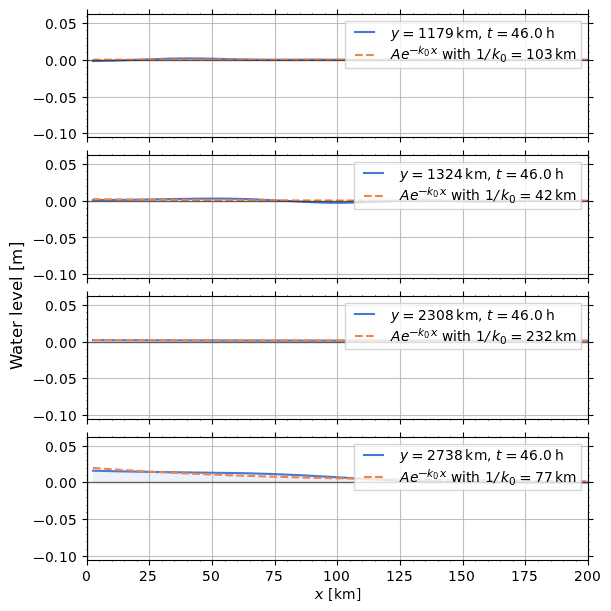 0.05
0.00
−0.05
−0.10
y = 1179 km, t = 46.0 h
Ae^{−k₀x} with 1/k₀ = 103 km
0.05
0.00
−0.05
−0.10
y = 1324 km, t = 46.0 h
Ae^{−k₀x} with 1/k₀ = 42 km
Water level [m]
0.05
0.00
−0.05
−0.10
y = 2308 km, t = 46.0 h
Ae^{−k₀x} with 1/k₀ = 232 km
0.05
0.00
−0.05
−0.10
y = 2738 km, t = 46.0 h
Ae^{−k₀x} with 1/k₀ = 77 km
0 25 50 75 100 125 150 175 200
x [km]